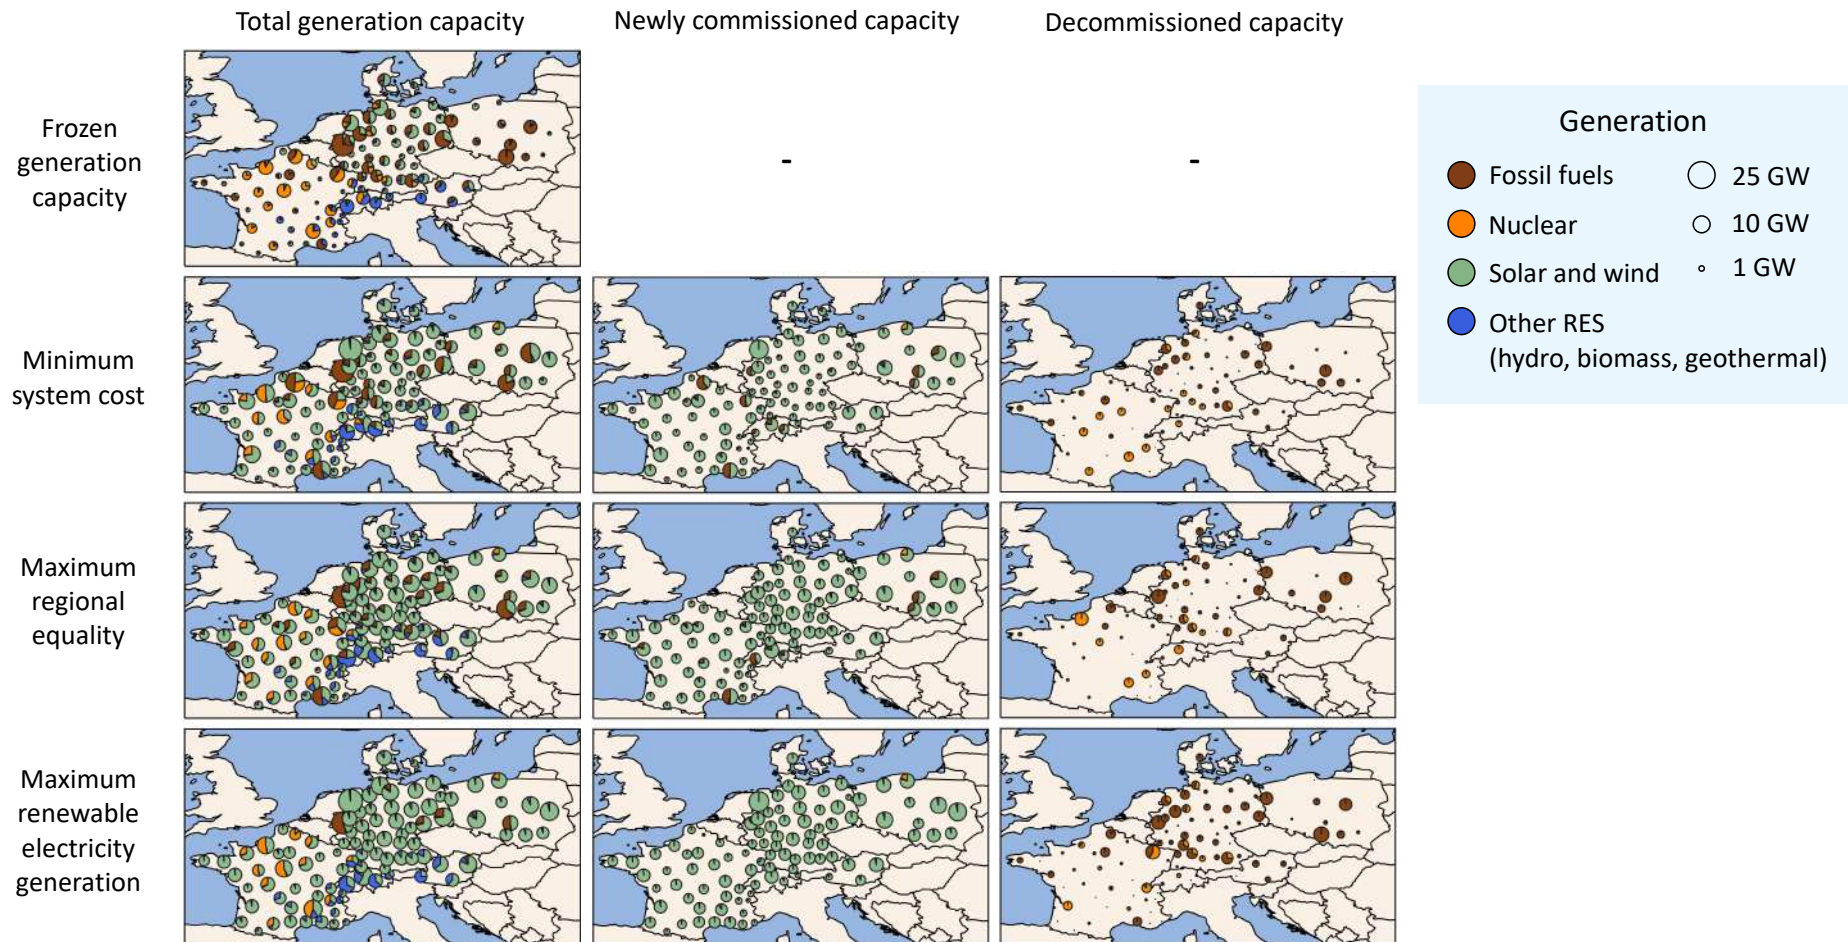 Total generation capacity
Newly commissioned capacity
Decommissioned capacity
Frozen
generation
capacity
-
-
Minimum
system cost
Maximum
regional
equality
Maximum
renewable
electricity
generation
Generation
Fossil fuels
25 GW
Nuclear
10 GW
Solar and wind
1 GW
Other RES
(hydro, biomass, geothermal)